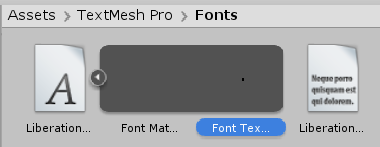 Assets > TextMesh Pro > Fonts
A
Neque porro
quisquam est
qui dolorem.
Liberation... Font Mat... Font Tex... Liberation...